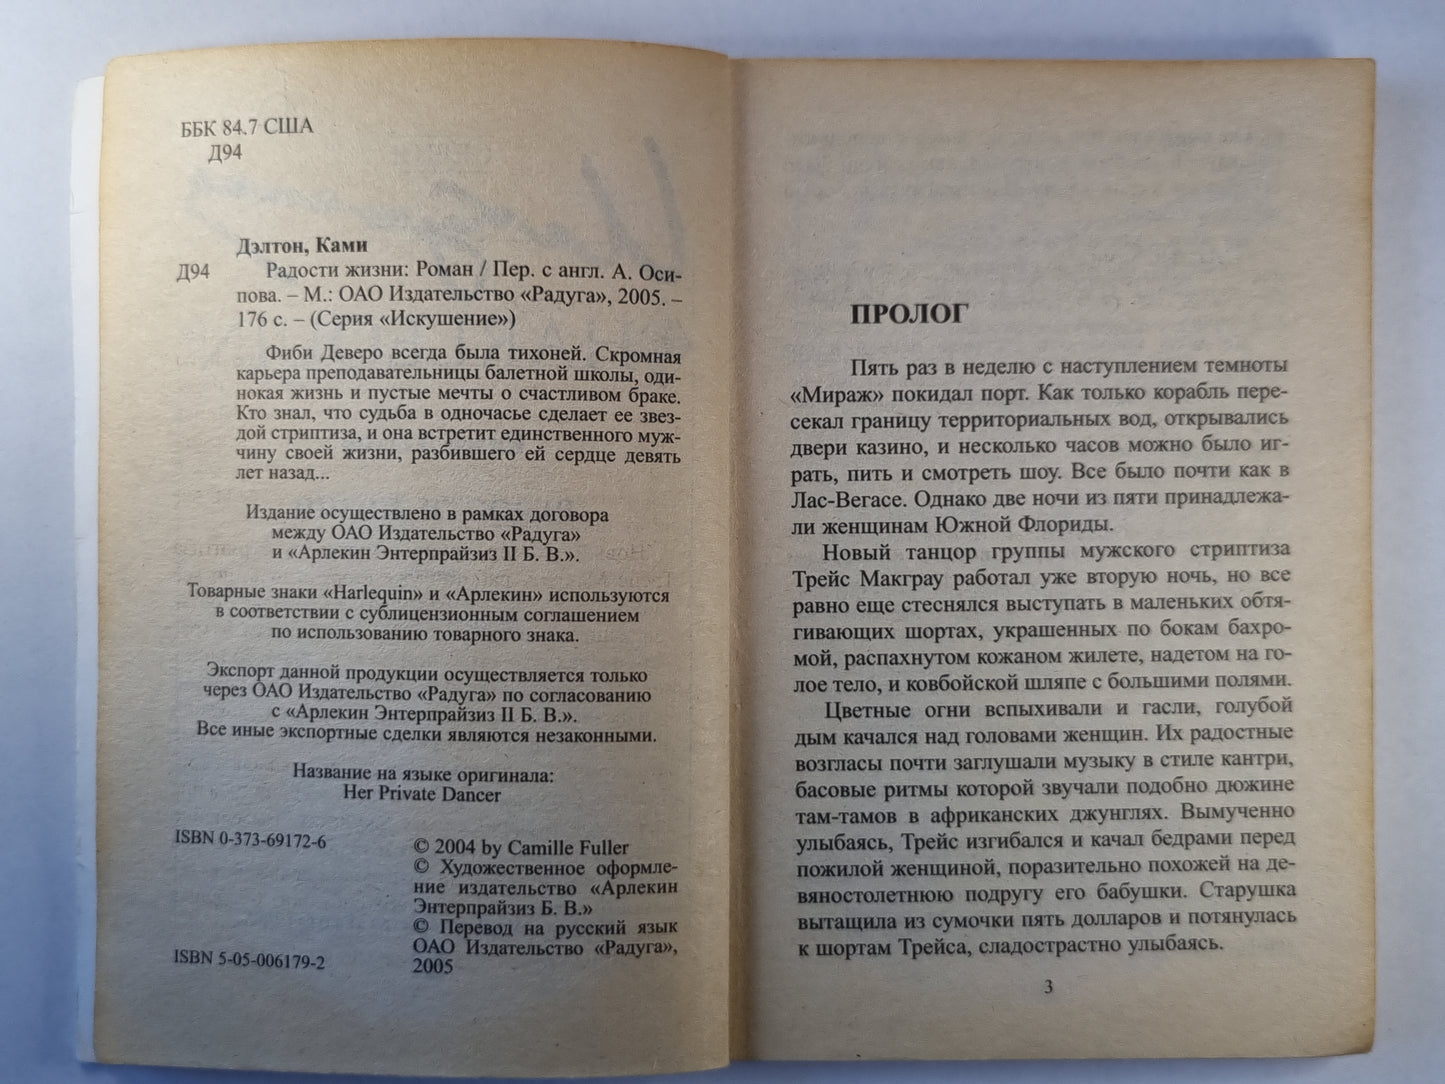 ББК 84.7 США
Д94
Дэлтон, Ками
Д94 Радости жизни: Роман / Пер. с англ. А. Оси-
пова. – М.: ОАО Издательство «Радуга», 2005. –
176 с. – (Серия «Искушение»)
Фиби Деверо всегда была тихоней. Скромная
карьера преподавательницы балетной школы, оди-
нокая жизнь и пустые мечты о счастливом браке.
Кто знал, что судьба в одночасье сделает ее звез-
дой стриптиза, и она встретит единственного муж-
чину своей жизни, разбившего ей сердце девять
лет назад...
Издание осуществлено в рамках договора
между ОАО Издательство «Радуга»
и «Арлекин Энтерпрайзиз II Б. В.».
Товарные знаки «Harlequin» и «Арлекин» используются
в соответствии с сублицензионным соглашением
по использованию товарного знака.
Экспорт данной продукции осуществляется только
через ОАО Издательство «Радуга» по согласованию
с «Арлекин Энтерпрайзиз II Б. В.».
Все иные экспортные сделки являются незаконными.
Название на языке оригинала:
Her Private Dancer
ISBN 0-373-69172-6
© 2004 by Camille Fuller
© Художественное оформле-
ние издательство «Арлекин
Энтерпрайзиз Б. В.»
© Перевод на русский язык
ОАО Издательство «Радуга»,
2005
ISBN 5-05-006179-2
ПРОЛОГ
Пять раз в неделю с наступлением темноты
«Мираж» покидал порт. Как только корабль пере-
секал границу территориальных вод, открывались
двери казино, и несколько часов можно было иг-
рать, пить и смотреть шоу. Все было почти как в
Лас-Вегасе. Однако две ночи из пяти принадлежа-
ли женщинам Южной Флориды.
Новый танцор группы мужского стриптиза
Трейс Макграу работал уже вторую ночь, но все
равно еще стеснялся выступать в маленьких обтя-
гивающих шортах, украшенных по бокам бахро-
мой, распахнутом кожаном жилете, надетом на го-
лое тело, и ковбойской шляпе с большими полями.
Цветные огни вспыхивали и гасли, голубой
дым качался над головами женщин. Их радостные
возгласы почти заглушали музыку в стиле кантри,
басовые ритмы которой звучали подобно дюжине
там-тамов в африканских джунглях. Вымученно
улыбаясь, Трейс изгибался и качал бедрами перед
пожилой женщиной, поразительно похожей на де-
вяностолетнюю подругу его бабушки. Старушка
вытащила из сумочки пять долларов и потянулась
к шортам Трейса, сладострастно улыбаясь.
3